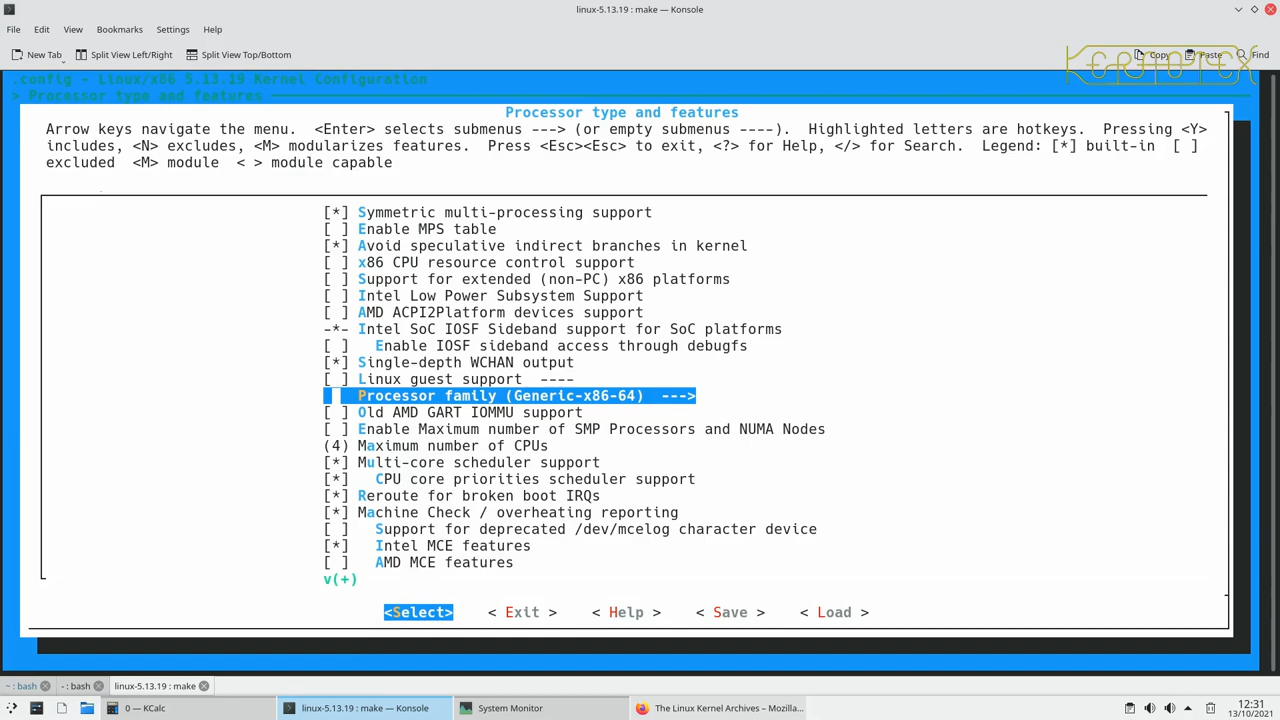 linux-5.13.19 : make — Konsole
File Edit View Bookmarks Settings Help
New Tab Split View Left/Right Split View Top/Bottom Copy Paste Find
KERNOTEX
.config - Linux/x86 5.13.19 Kernel Configuration
> Processor type and features
Processor type and features
Arrow keys navigate the menu. <Enter> selects submenus ---> (or empty submenus ----). Highlighted letters are hotkeys. Pressing <Y>
includes, <N> excludes, <M> modularizes features. Press <Esc><Esc> to exit, <?> for Help, </> for Search. Legend: [*] built-in [ ]
excluded <M> module < > module capable
[*] Symmetric multi-processing support
[ ] Enable MPS table
[*] Avoid speculative indirect branches in kernel
[ ] x86 CPU resource control support
[ ] Support for extended (non-PC) x86 platforms
[ ] Intel Low Power Subsystem Support
[ ] AMD ACPI2Platform devices support
-*- Intel SoC IOSF Sideband support for SoC platforms
[ ] Enable IOSF sideband access through debugfs
[*] Single-depth WCHAN output
[ ] Linux guest support ----
Processor family (Generic-x86-64) --->
[ ] Old AMD GART IOMMU support
[ ] Enable Maximum number of SMP Processors and NUMA Nodes
(4) Maximum number of CPUs
[*] Multi-core scheduler support
[*] CPU core priorities scheduler support
[*] Reroute for broken boot IRQs
[*] Machine Check / overheating reporting
[ ] Support for deprecated /dev/mcelog character device
[*] Intel MCE features
[ ] AMD MCE features
v(+)
<Select> < Exit > < Help > < Save > < Load >
~ : bash - : bash linux-5.13.19 : make
0 — KCalc linux-5.13.19 : make — Konsole System Monitor The Linux Kernel Archives – Mozilla... 12:31
13/10/2021